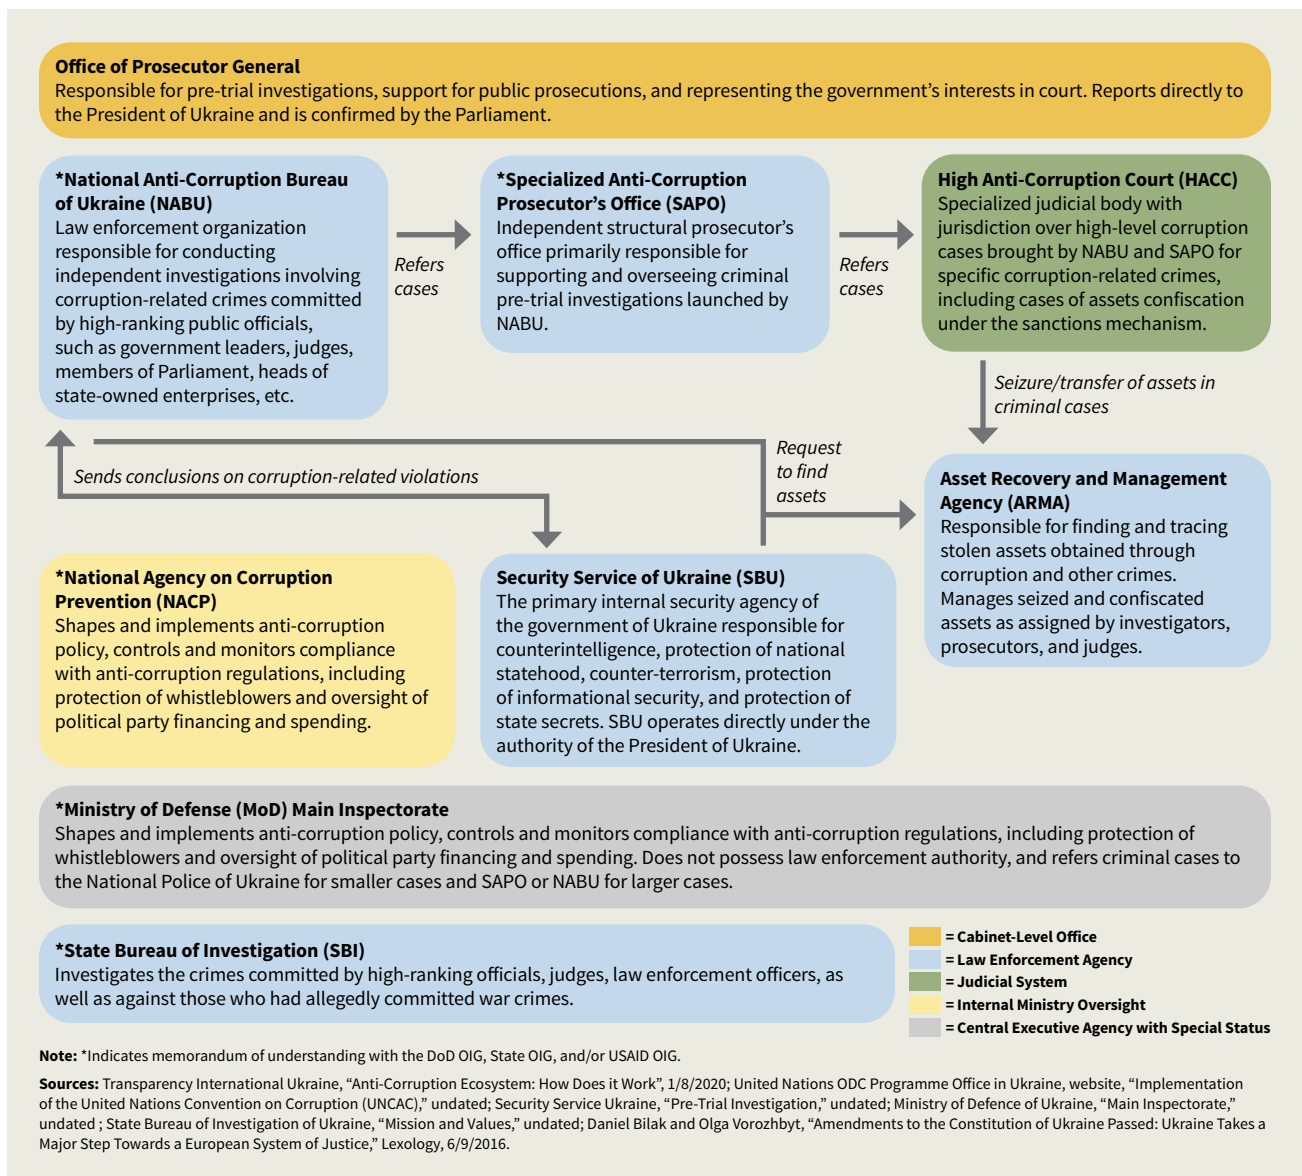 Office of Prosecutor General
Responsible for pre-trial investigations, support for public prosecutions, and representing the government’s interests in court. Reports directly to
the President of Ukraine and is confirmed by the Parliament.
*National Anti-Corruption Bureau
of Ukraine (NABU)
Law enforcement organization
responsible for conducting
independent investigations involving
corruption-related crimes committed
by high-ranking public officials,
such as government leaders, judges,
members of Parliament, heads of
state-owned enterprises, etc.
Refers
cases
*Specialized Anti-Corruption
Prosecutor’s Office (SAPO)
Independent structural prosecutor’s
office primarily responsible for
supporting and overseeing criminal
pre-trial investigations launched by
NABU.
Refers
cases
High Anti-Corruption Court (HACC)
Specialized judicial body with
jurisdiction over high-level corruption
cases brought by NABU and SAPO for
specific corruption-related crimes,
including cases of assets confiscation
under the sanctions mechanism.
Seizure/transfer of assets in
criminal cases
Sends conclusions on corruption-related violations
Request
to find
assets
Asset Recovery and Management
Agency (ARMA)
Responsible for finding and tracing
stolen assets obtained through
corruption and other crimes.
Manages seized and confiscated
assets as assigned by investigators,
prosecutors, and judges.
*National Agency on Corruption
Prevention (NACP)
Shapes and implements anti-corruption
policy, controls and monitors compliance
with anti-corruption regulations, including
protection of whistleblowers and oversight of
political party financing and spending.
Security Service of Ukraine (SBU)
The primary internal security agency of
the government of Ukraine responsible for
counterintelligence, protection of national
statehood, counter-terrorism, protection
of informational security, and protection of
state secrets. SBU operates directly under the
authority of the President of Ukraine.
*Ministry of Defense (MoD) Main Inspectorate
Shapes and implements anti-corruption policy, controls and monitors compliance with anti-corruption regulations, including protection of
whistleblowers and oversight of political party financing and spending. Does not possess law enforcement authority, and refers criminal cases to
the National Police of Ukraine for smaller cases and SAPO or NABU for larger cases.
*State Bureau of Investigation (SBI)
Investigates the crimes committed by high-ranking officials, judges, law enforcement officers, as
well as against those who had allegedly committed war crimes.
= Cabinet-Level Office
= Law Enforcement Agency
= Judicial System
= Internal Ministry Oversight
= Central Executive Agency with Special Status
Note: *Indicates memorandum of understanding with the DoD OIG, State OIG, and/or USAID OIG.
Sources: Transparency International Ukraine, “Anti-Corruption Ecosystem: How Does it Work”, 1/8/2020; United Nations ODC Programme Office in Ukraine, website, “Implementation
of the United Nations Convention on Corruption (UNCAC),” undated; Security Service Ukraine, “Pre-Trial Investigation,” undated; Ministry of Defence of Ukraine, “Main Inspectorate,”
undated ; State Bureau of Investigation of Ukraine, “Mission and Values,” undated; Daniel Bilak and Olga Vorozhbyt, “Amendments to the Constitution of Ukraine Passed: Ukraine Takes a
Major Step Towards a European System of Justice,” Lexology, 6/9/2016.